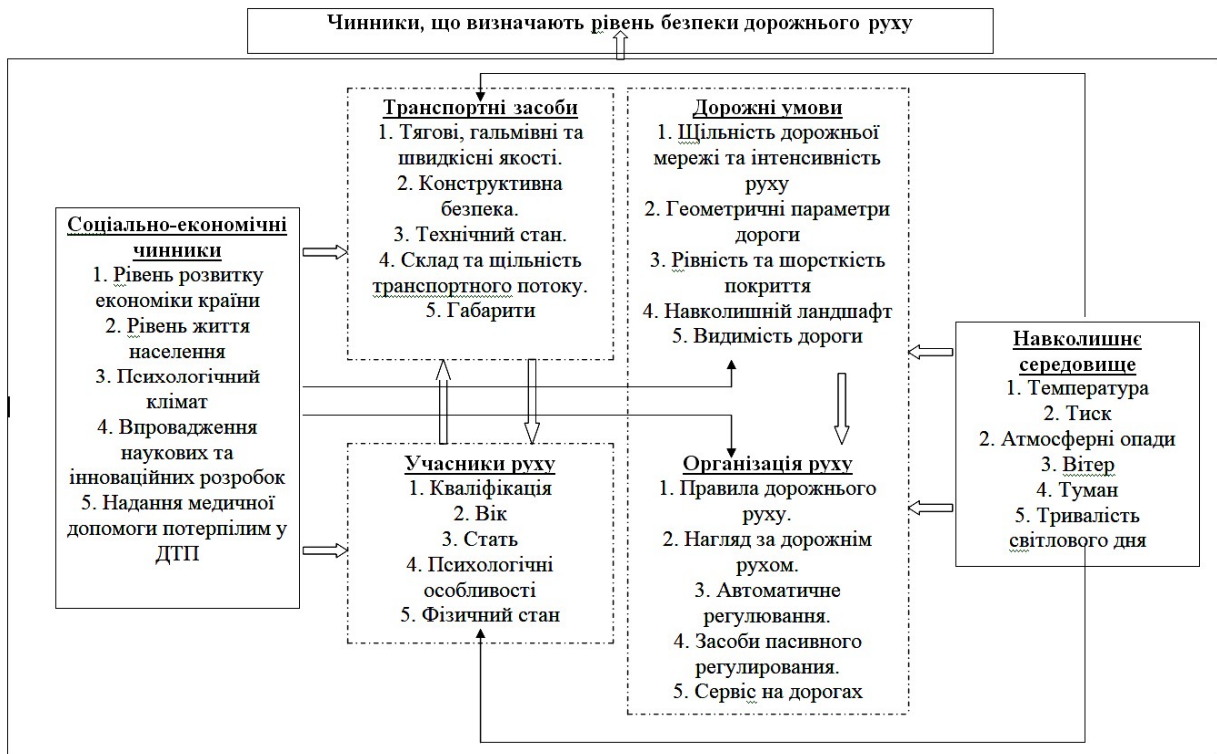 Чинники, що визначають рівень безпеки дорожнього руху
Соціально-економічні
чинники
1. Рівень розвитку
економіки країни
2. Рівень життя
населення
3. Психологічний
клімат
4. Впровадження
наукових та
інноваційних розробок
5. Надання медичної
допомоги потерпілим у
ДТП
Транспортні засоби
1. Тягові, гальмівні та
швидкісні якості.
2. Конструктивна
безпека.
3. Технічний стан.
4. Склад та щільність
транспортного потоку.
5. Габарити
Учасники руху
1. Кваліфікація
2. Вік
3. Стать
4. Психологічні
особливості
5. Фізичний стан
Дорожні умови
1. Щільність дорожньої
мережі та інтенсивність
руху
2. Геометричні параметри
дороги
3. Рівність та шорсткість
покриття
4. Навколишній ландшафт
5. Видимість дороги
Організація руху
1. Правила дорожнього
руху.
2. Нагляд за дорожнім
рухом.
3. Автоматичне
регулювання.
4. Засоби пасивного
регулирования.
5. Сервіс на дорогах
Навколишнє
середовище
1. Температура
2. Тиск
2. Атмосферні опади
3. Вітер
4. Туман
5. Тривалість
світлового дня